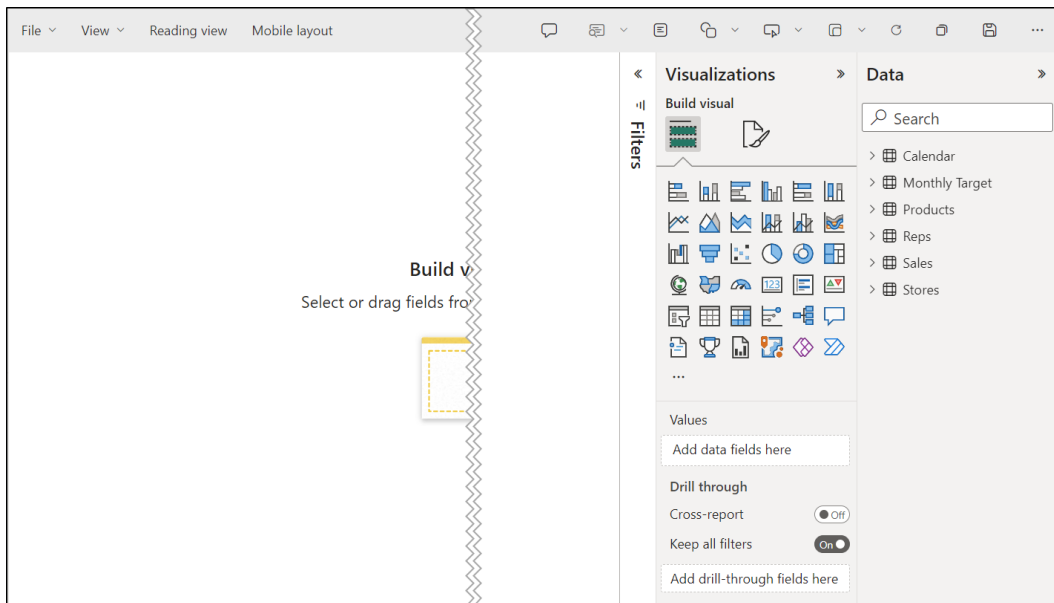 File View Reading view Mobile layout
Filters
Build v
Select or drag fields fro
Visualizations
Build visual
123
Values
Add data fields here
Drill through
Cross-report Off
Keep all filters On
Add drill-through fields here
Data
Search
Calendar
Monthly Target
Products
Reps
Sales
Stores